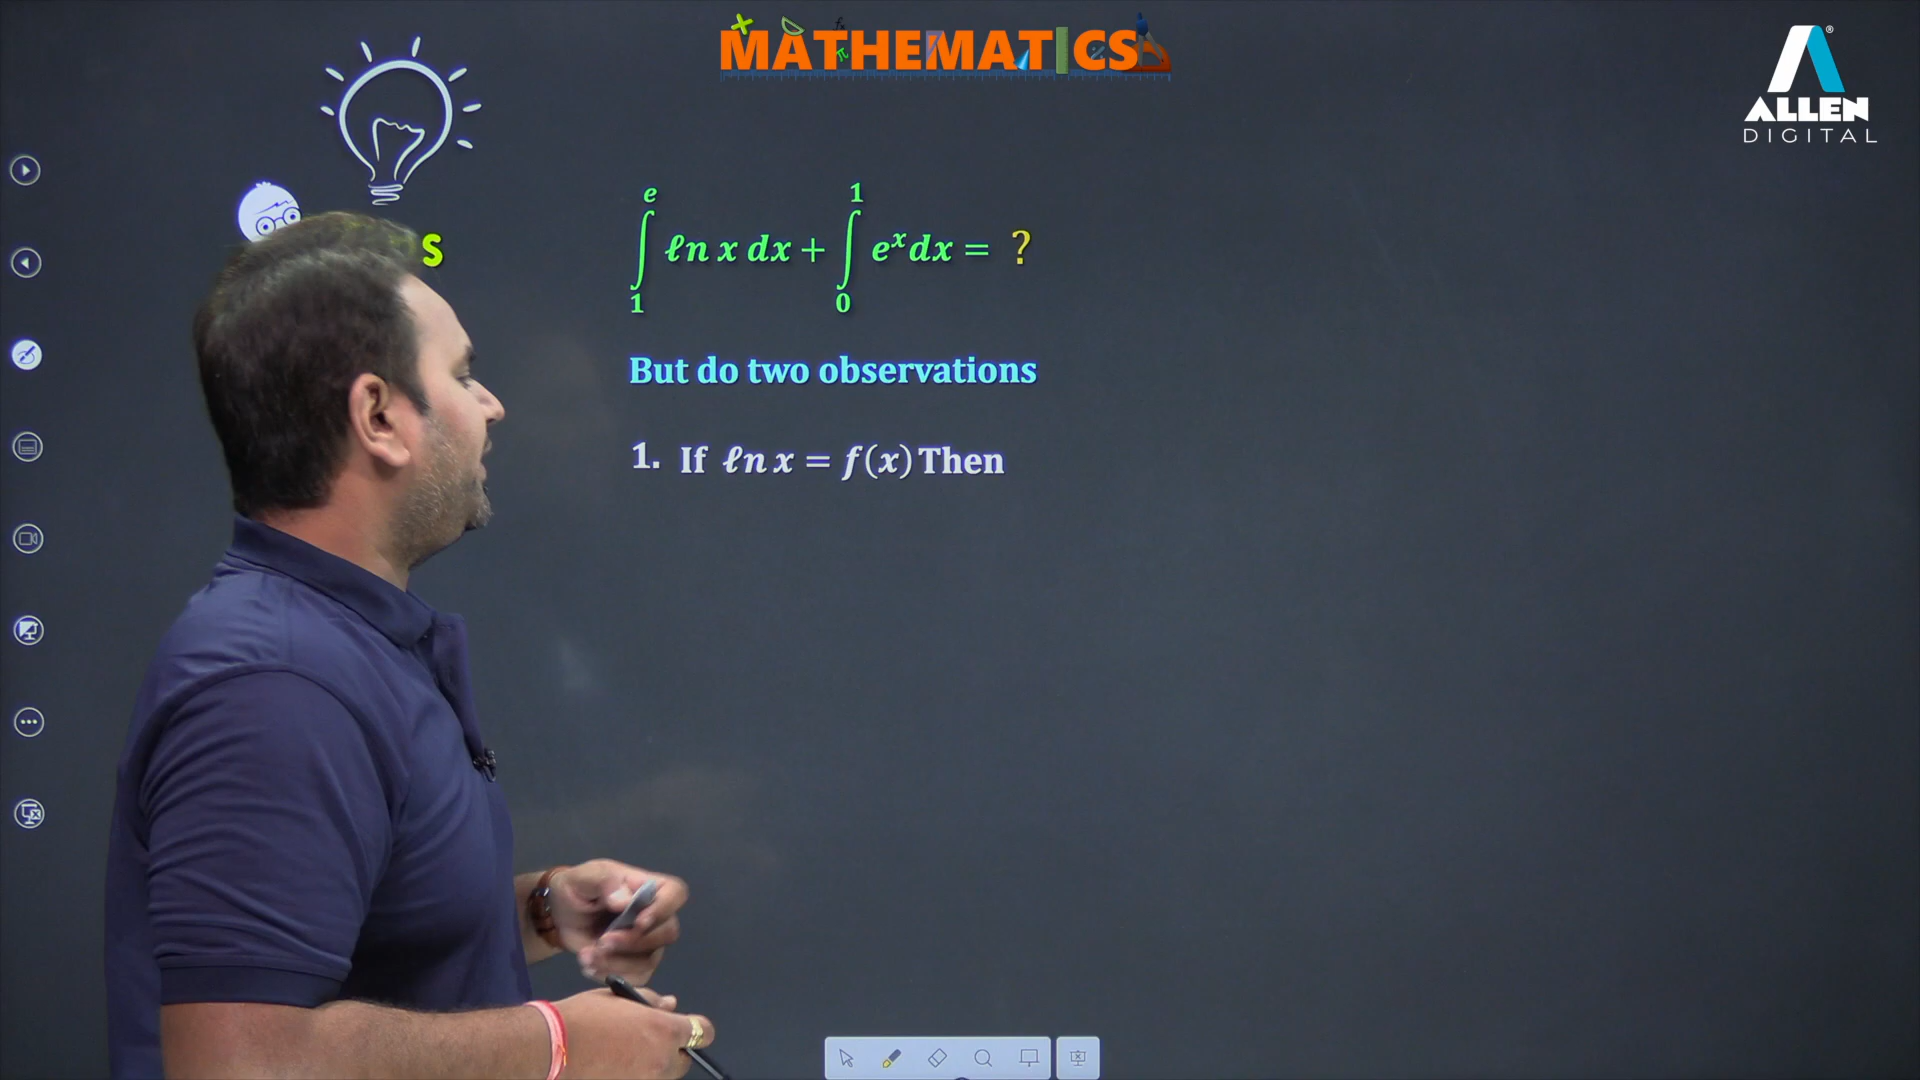 MATHEMATICS
ALLEN
DIGITAL
S
∫₁ᵉ ℓn x dx + ∫₀¹ eˣ dx = ?
But do two observations
1. If ℓn x = f(x) Then